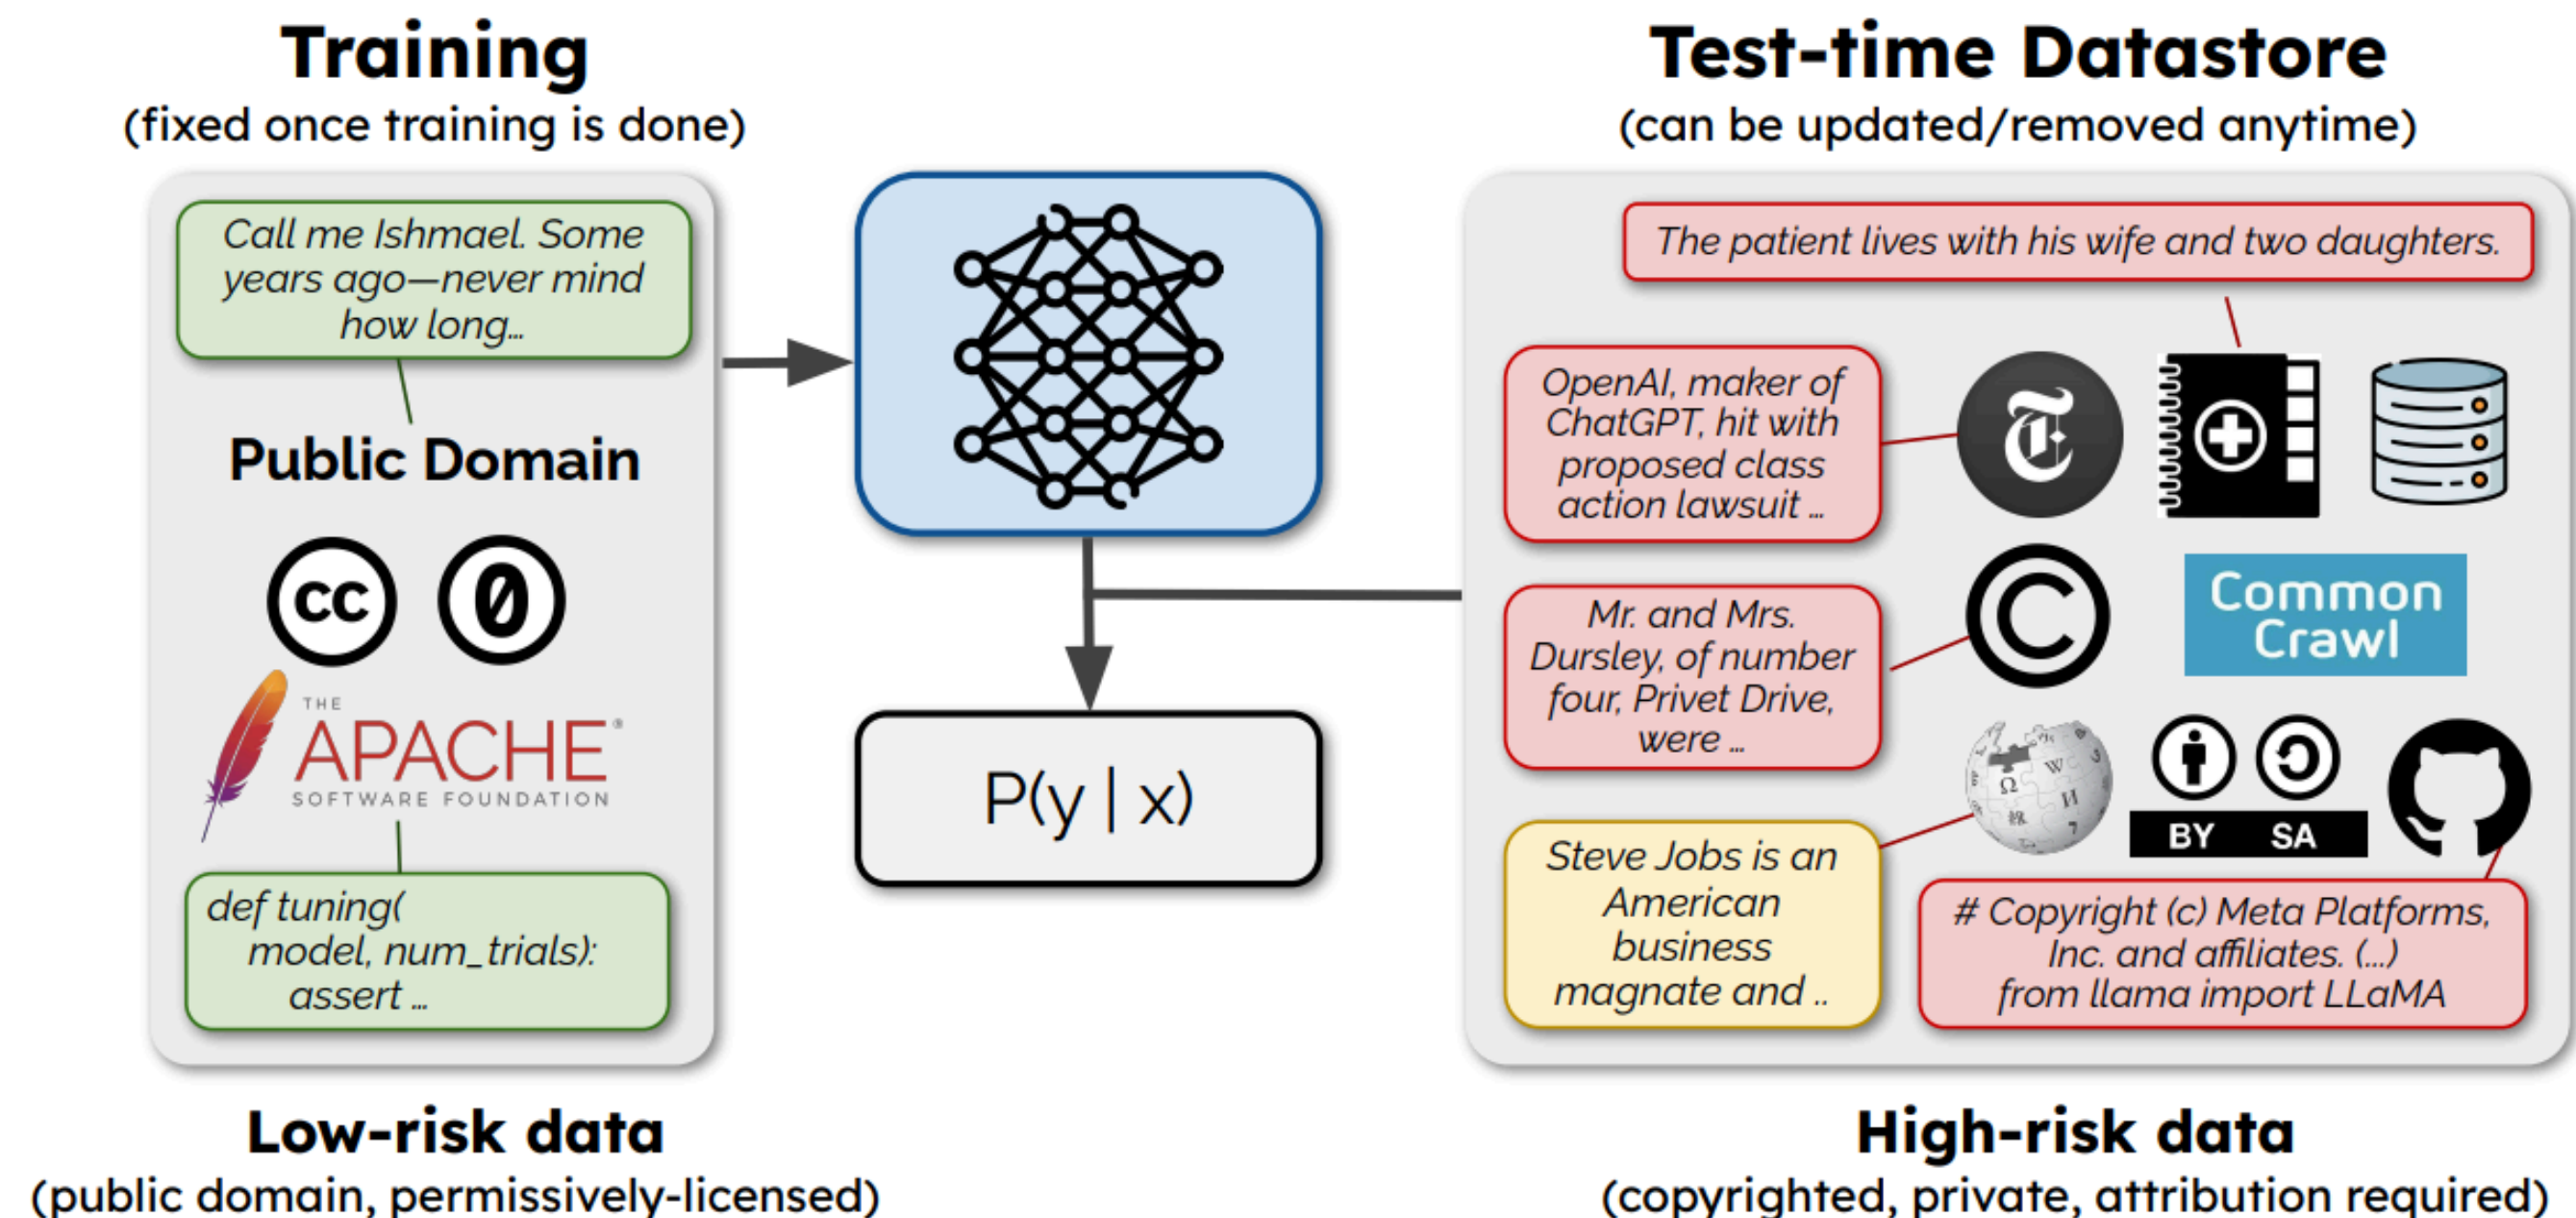 Training
(fixed once training is done)
Call me Ishmael. Some
years ago—never mind
how long...
Public Domain
cc
0
THE
APACHE®
SOFTWARE FOUNDATION
def tuning(
model, num_trials):
assert ...
Low-risk data
(public domain, permissively-licensed)
P(y | x)
Test-time Datastore
(can be updated/removed anytime)
The patient lives with his wife and two daughters.
OpenAI, maker of
ChatGPT, hit with
proposed class
action lawsuit ...
T
Mr. and Mrs.
Dursley, of number
four, Privet Drive,
were ...
©
Common
Crawl
Steve Jobs is an
American
business
magnate and ..
Ω W И
BY SA
# Copyright (c) Meta Platforms,
Inc. and affiliates. (...)
from llama import LLaMA
High-risk data
(copyrighted, private, attribution required)